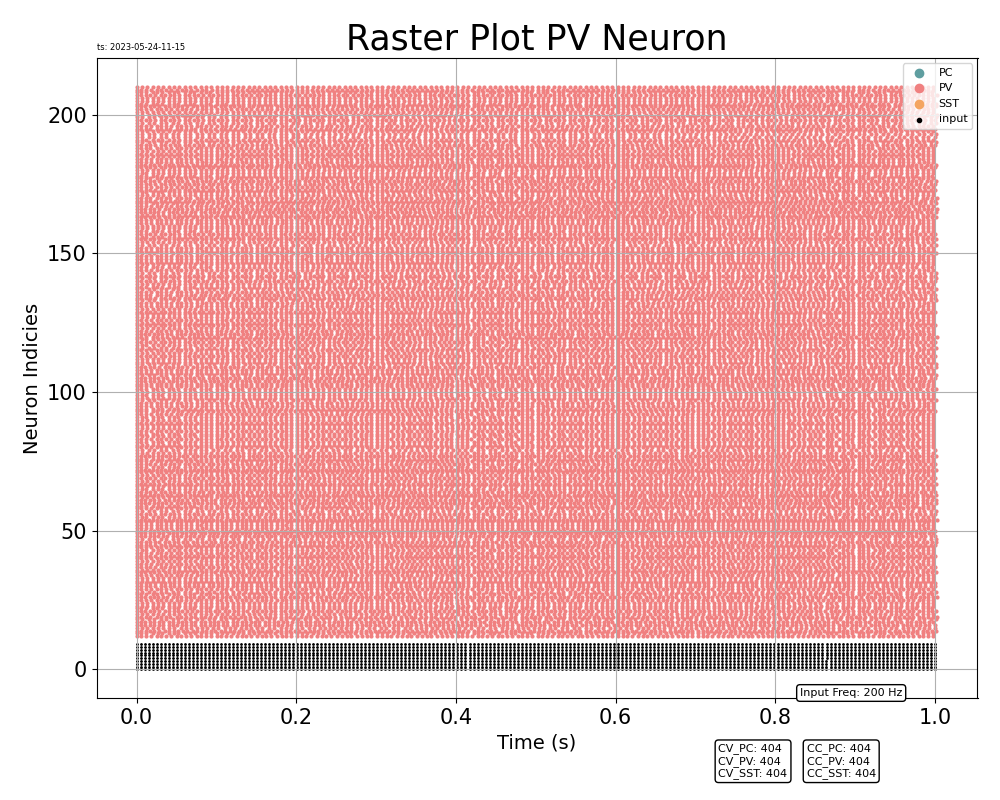 Raster Plot PV Neuron
ts: 2023-05-24-11-15
PC
PV
SST
input
200
150
100
50
0
Neuron Indicies
Input Freq: 200 Hz
0.0 0.2 0.4 0.6 0.8 1.0
Time (s)
CV_PC: 404
CV_PV: 404
CV_SST: 404
CC_PC: 404
CC_PV: 404
CC_SST: 404